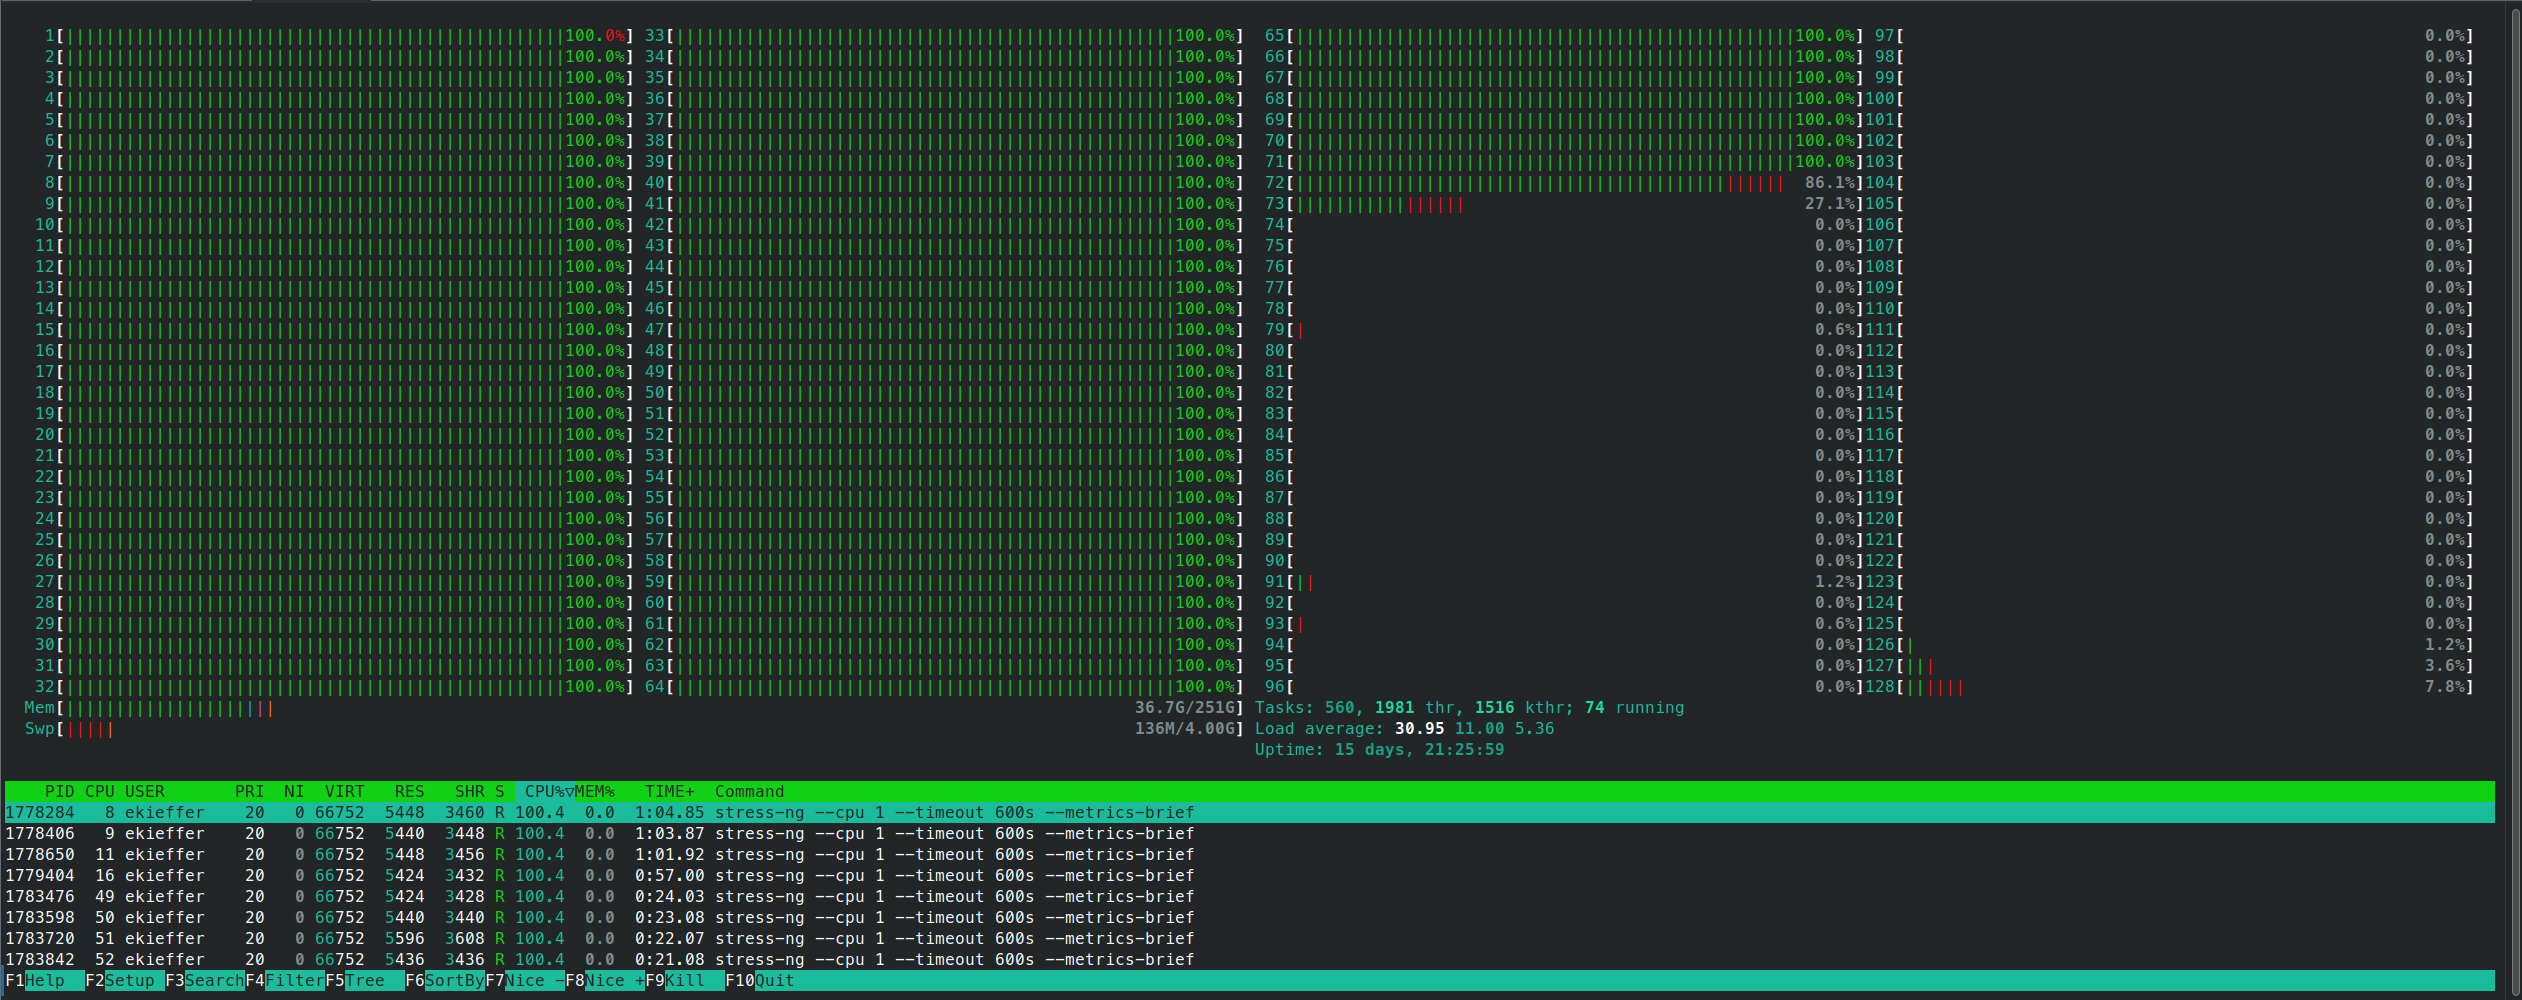 1[100.0%] 33[100.0%] 65[100.0%] 97[0.0%]
2[100.0%] 34[100.0%] 66[100.0%] 98[0.0%]
3[100.0%] 35[100.0%] 67[100.0%] 99[0.0%]
4[100.0%] 36[100.0%] 68[100.0%]100[0.0%]
5[100.0%] 37[100.0%] 69[100.0%]101[0.0%]
6[100.0%] 38[100.0%] 70[100.0%]102[0.0%]
7[100.0%] 39[100.0%] 71[100.0%]103[0.0%]
8[100.0%] 40[100.0%] 72[86.1%]104[0.0%]
9[100.0%] 41[100.0%] 73[27.1%]105[0.0%]
10[100.0%] 42[100.0%] 74[0.0%]106[0.0%]
11[100.0%] 43[100.0%] 75[0.0%]107[0.0%]
12[100.0%] 44[100.0%] 76[0.0%]108[0.0%]
13[100.0%] 45[100.0%] 77[0.0%]109[0.0%]
14[100.0%] 46[100.0%] 78[0.0%]110[0.0%]
15[100.0%] 47[100.0%] 79[0.6%]111[0.0%]
16[100.0%] 48[100.0%] 80[0.0%]112[0.0%]
17[100.0%] 49[100.0%] 81[0.0%]113[0.0%]
18[100.0%] 50[100.0%] 82[0.0%]114[0.0%]
19[100.0%] 51[100.0%] 83[0.0%]115[0.0%]
20[100.0%] 52[100.0%] 84[0.0%]116[0.0%]
21[100.0%] 53[100.0%] 85[0.0%]117[0.0%]
22[100.0%] 54[100.0%] 86[0.0%]118[0.0%]
23[100.0%] 55[100.0%] 87[0.0%]119[0.0%]
24[100.0%] 56[100.0%] 88[0.0%]120[0.0%]
25[100.0%] 57[100.0%] 89[0.0%]121[0.0%]
26[100.0%] 58[100.0%] 90[0.0%]122[0.0%]
27[100.0%] 59[100.0%] 91[1.2%]123[0.0%]
28[100.0%] 60[100.0%] 92[0.0%]124[0.0%]
29[100.0%] 61[100.0%] 93[0.6%]125[0.0%]
30[100.0%] 62[100.0%] 94[0.0%]126[1.2%]
31[100.0%] 63[100.0%] 95[0.0%]127[3.6%]
32[100.0%] 64[100.0%] 96[0.0%]128[7.8%]
Mem[36.7G/251G] Tasks: 560, 1981 thr, 1516 kthr; 74 running
Swp[136M/4.00G] Load average: 30.95 11.00 5.36
Uptime: 15 days, 21:25:59
PID CPU USER PRI NI VIRT RES SHR S CPU%▽MEM% TIME+ Command
1778284 8 ekieffer 20 0 66752 5448 3460 R 100.4 0.0 1:04.85 stress-ng --cpu 1 --timeout 600s --metrics-brief
1778406 9 ekieffer 20 0 66752 5440 3448 R 100.4 0.0 1:03.87 stress-ng --cpu 1 --timeout 600s --metrics-brief
1778650 11 ekieffer 20 0 66752 5448 3456 R 100.4 0.0 1:01.92 stress-ng --cpu 1 --timeout 600s --metrics-brief
1779404 16 ekieffer 20 0 66752 5424 3432 R 100.4 0.0 0:57.00 stress-ng --cpu 1 --timeout 600s --metrics-brief
1783476 49 ekieffer 20 0 66752 5424 3428 R 100.4 0.0 0:24.03 stress-ng --cpu 1 --timeout 600s --metrics-brief
1783598 50 ekieffer 20 0 66752 5440 3440 R 100.4 0.0 0:23.08 stress-ng --cpu 1 --timeout 600s --metrics-brief
1783720 51 ekieffer 20 0 66752 5596 3608 R 100.4 0.0 0:22.07 stress-ng --cpu 1 --timeout 600s --metrics-brief
1783842 52 ekieffer 20 0 66752 5436 3436 R 100.4 0.0 0:21.08 stress-ng --cpu 1 --timeout 600s --metrics-brief
F1Help F2Setup F3SearchF4FilterF5Tree F6SortByF7Nice -F8Nice +F9Kill F10Quit